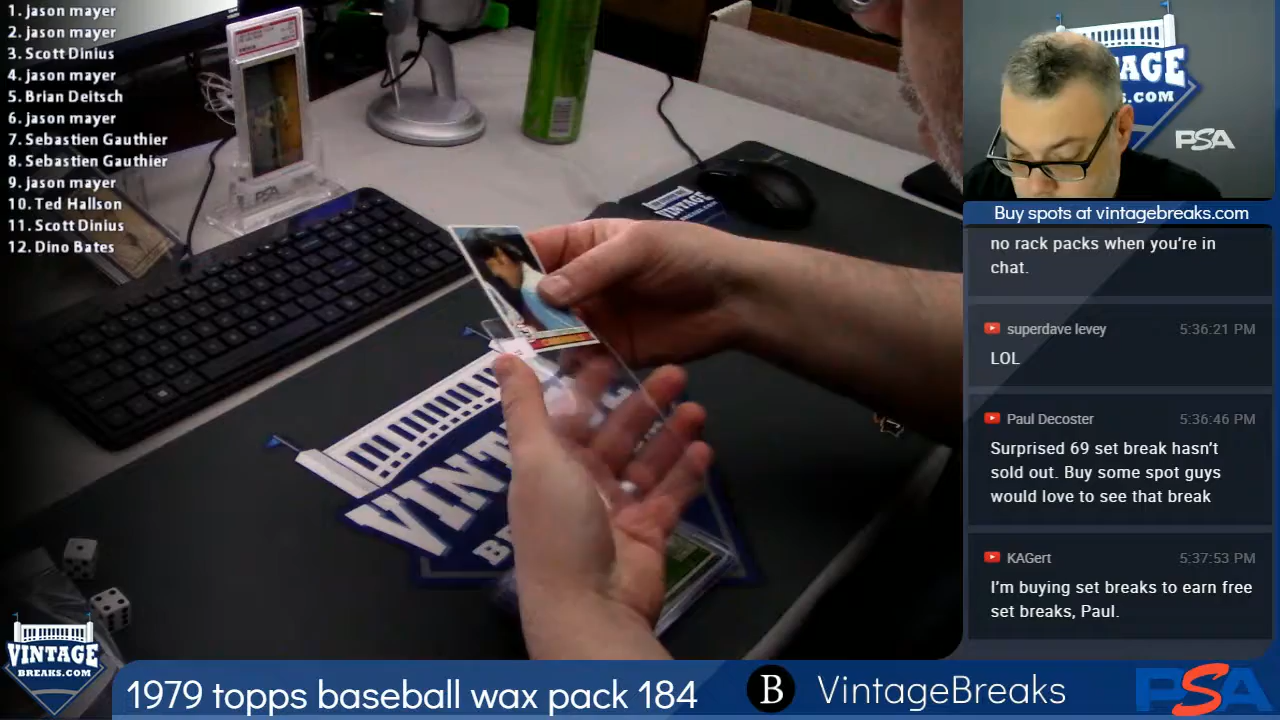 1. jason mayer
2. jason mayer
3. Scott Dinius
4. jason mayer
5. Brian Deitsch
6. jason mayer
7. Sebastien Gauthier
8. Sebastien Gauthier
9. jason mayer
10. Ted Hallson
11. Scott Dinius
12. Dino Bates
PSA
VINTAGE
VINT
B
AGE
S.COM
PSA
Buy spots at vintagebreaks.com
no rack packs when you're in
chat.
superdave levey 5:36:21 PM
LOL
Paul Decoster 5:36:46 PM
Surprised 69 set break hasn't
sold out. Buy some spot guys
would love to see that break
KAGert 5:37:53 PM
I'm buying set breaks to earn free
set breaks, Paul.
VINTAGE
BREAKS.COM
1979 topps baseball wax pack 184
B VintageBreaks
PSA